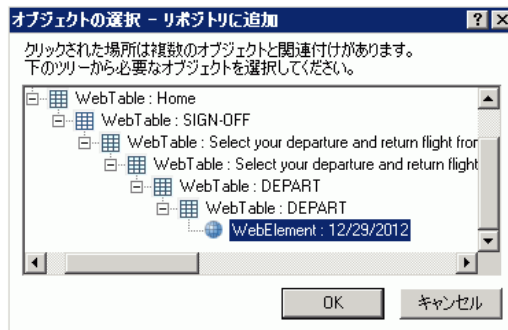 オブジェクトの選択 - リポジトリに追加
クリックされた場所は複数のオブジェクトと関連付けがあります。
下のツリーから必要なオブジェクトを選択してください。
WebTable : Home
WebTable : SIGN-OFF
WebTable : Select your departure and return flight fror
WebTable : Select your departure and return flight
WebTable : DEPART
WebTable : DEPART
WebElement : 12/29/2012
OK キャンセル